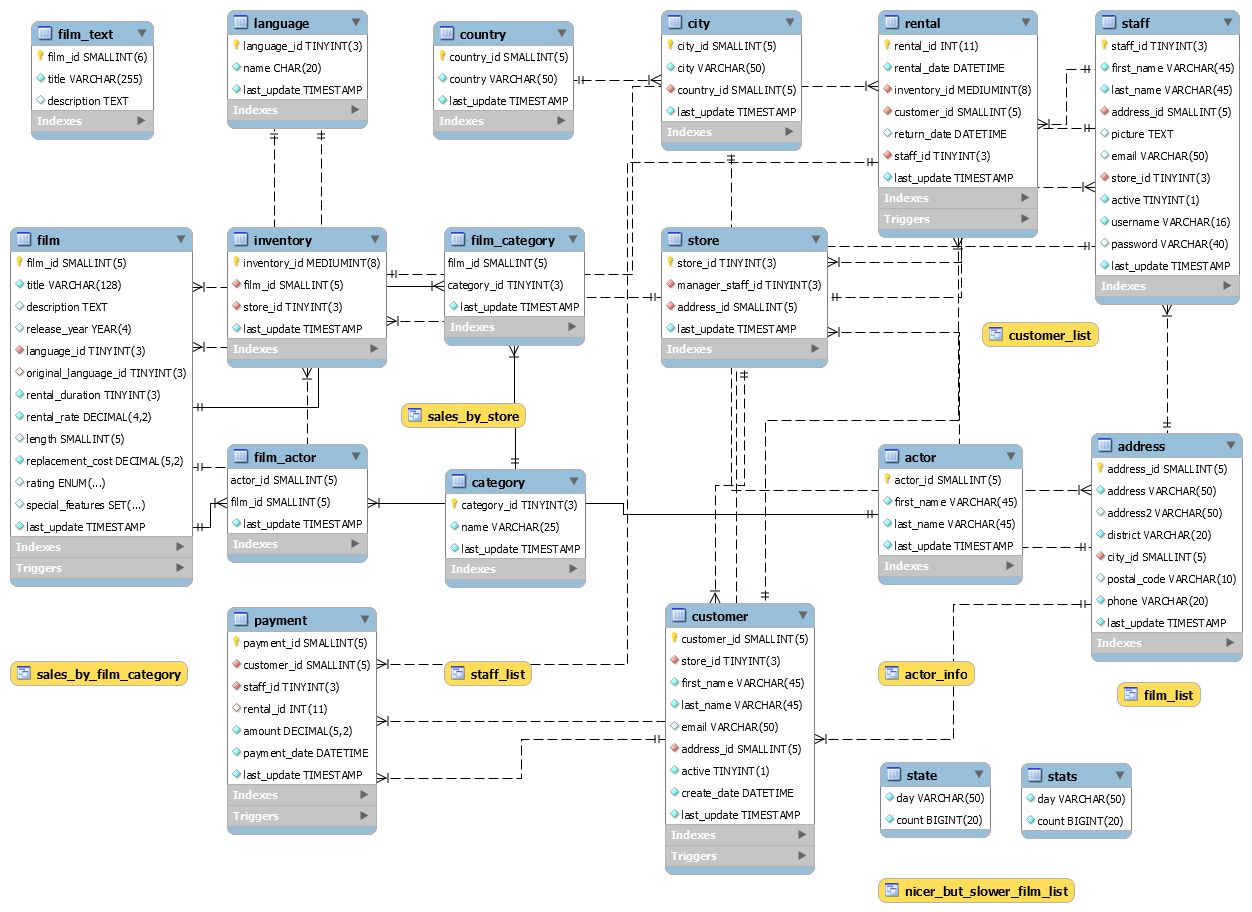 film_text
film_id SMALLINT(6)
title VARCHAR(255)
description TEXT
Indexes
language
language_id TINYINT(3)
name CHAR(20)
last_update TIMESTAMP
Indexes
country
country_id SMALLINT(5)
country VARCHAR(50)
last_update TIMESTAMP
Indexes
city
city_id SMALLINT(5)
city VARCHAR(50)
country_id SMALLINT(5)
last_update TIMESTAMP
Indexes
rental
rental_id INT(11)
rental_date DATETIME
inventory_id MEDIUMINT(8)
customer_id SMALLINT(5)
return_date DATETIME
staff_id TINYINT(3)
last_update TIMESTAMP
Indexes
Triggers
staff
staff_id TINYINT(3)
first_name VARCHAR(45)
last_name VARCHAR(45)
address_id SMALLINT(5)
picture TEXT
email VARCHAR(50)
store_id TINYINT(3)
active TINYINT(1)
username VARCHAR(16)
password VARCHAR(40)
last_update TIMESTAMP
Indexes
film
film_id SMALLINT(5)
title VARCHAR(128)
description TEXT
release_year YEAR(4)
language_id TINYINT(3)
original_language_id TINYINT(3)
rental_duration TINYINT(3)
rental_rate DECIMAL(4,2)
length SMALLINT(5)
replacement_cost DECIMAL(5,2)
rating ENUM(...)
special_features SET(...)
last_update TIMESTAMP
Indexes
Triggers
inventory
inventory_id MEDIUMINT(8)
film_id SMALLINT(5)
store_id TINYINT(3)
last_update TIMESTAMP
Indexes
film_category
film_id SMALLINT(5)
category_id TINYINT(3)
last_update TIMESTAMP
Indexes
store
store_id TINYINT(3)
manager_staff_id TINYINT(3)
address_id SMALLINT(5)
last_update TIMESTAMP
Indexes
customer_list
sales_by_store
film_actor
actor_id SMALLINT(5)
film_id SMALLINT(5)
last_update TIMESTAMP
Indexes
category
category_id TINYINT(3)
name VARCHAR(25)
last_update TIMESTAMP
Indexes
actor
actor_id SMALLINT(5)
first_name VARCHAR(45)
last_name VARCHAR(45)
last_update TIMESTAMP
Indexes
address
address_id SMALLINT(5)
address VARCHAR(50)
address2 VARCHAR(50)
district VARCHAR(20)
city_id SMALLINT(5)
postal_code VARCHAR(10)
phone VARCHAR(20)
last_update TIMESTAMP
Indexes
sales_by_film_category
payment
payment_id SMALLINT(5)
customer_id SMALLINT(5)
staff_id TINYINT(3)
rental_id INT(11)
amount DECIMAL(5,2)
payment_date DATETIME
last_update TIMESTAMP
Indexes
Triggers
staff_list
customer
customer_id SMALLINT(5)
store_id TINYINT(3)
first_name VARCHAR(45)
last_name VARCHAR(45)
email VARCHAR(50)
address_id SMALLINT(5)
active TINYINT(1)
create_date DATETIME
last_update TIMESTAMP
Indexes
Triggers
actor_info
film_list
state
day VARCHAR(50)
count BIGINT(20)
stats
day VARCHAR(50)
count BIGINT(20)
nicer_but_slower_film_list